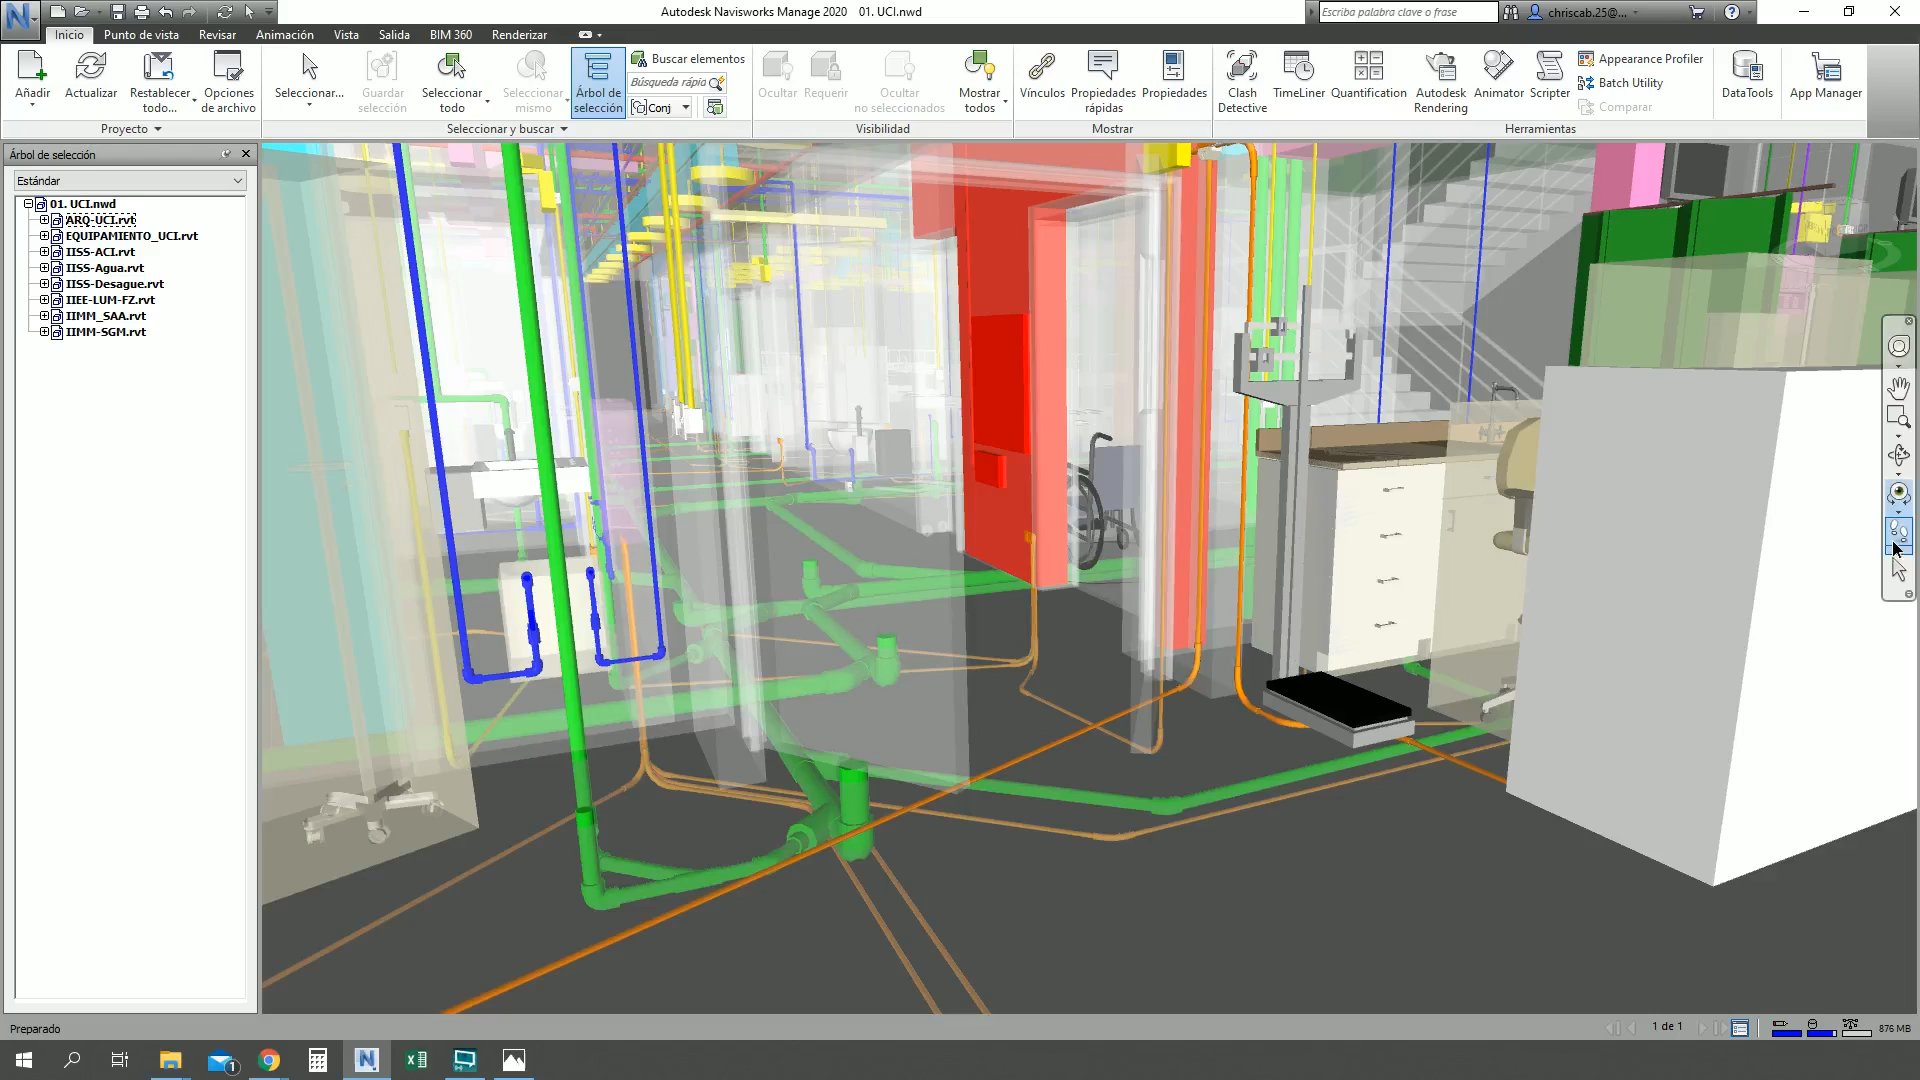 Autodesk Navisworks Manage 2020 01. UCI.nwd
Escriba palabra clave o frase
chriscab.25@...
Inicio Punto de vista Revisar Animación Vista Salida BIM 360 Renderizar
Añadir
Actualizar
Restablecer todo...
Opciones de archivo
Proyecto
Seleccionar...
Guardar selección
Seleccionar todo
Seleccionar mismo
Árbol de selección
Buscar elementos
Búsqueda rápid
Conj
Seleccionar y buscar
Ocultar
Requerir
Ocultar no seleccionados
Mostrar todos
Visibilidad
Vínculos
Propiedades rápidas
Propiedades
Mostrar
Clash Detective
TimeLiner
Quantification
Autodesk Rendering
Animator
Scripter
Appearance Profiler
Batch Utility
Comparar
DataTools
Herramientas
App Manager
Árbol de selección
Estándar
01. UCI.nwd
ARQ-UCI.rvt
EQUIPAMIENTO_UCI.rvt
IISS-ACI.rvt
IISS-Agua.rvt
IISS-Desague.rvt
IIEE-LUM-FZ.rvt
IIMM_SAA.rvt
IIMM-SGM.rvt
Preparado
1 de 1
876 MB
1